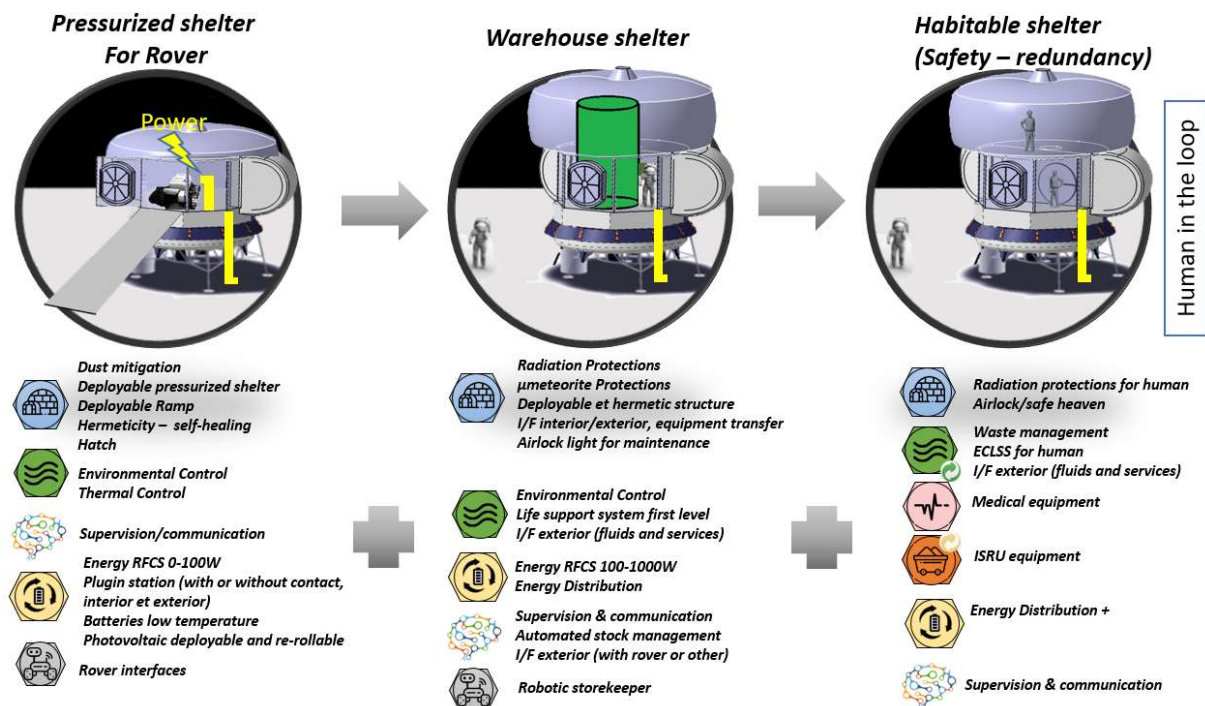 Pressurized shelter
For Rover
Power
Dust mitigation
Deployable pressurized shelter
Deployable Ramp
Hermeticity – self-healing
Hatch
Environmental Control
Thermal Control
Supervision/communication
Energy RFCS 0-100W
Plugin station (with or without contact,
interior et exterior)
Batteries low temperature
Photovoltaic deployable and re-rollable
Rover interfaces
Warehouse shelter
Radiation Protections
µmeteorite Protections
Deployable et hermetic structure
I/F interior/exterior, equipment transfer
Airlock light for maintenance
Environmental Control
Life support system first level
I/F exterior (fluids and services)
Energy RFCS 100-1000W
Energy Distribution
Supervision & communication
Automated stock management
I/F exterior (with rover or other)
Robotic storekeeper
Habitable shelter
(Safety – redundancy)
Radiation protections for human
Airlock/safe heaven
Waste management
ECLSS for human
I/F exterior (fluids and services)
Medical equipment
ISRU equipment
Energy Distribution +
Supervision & communication
Human in the loop